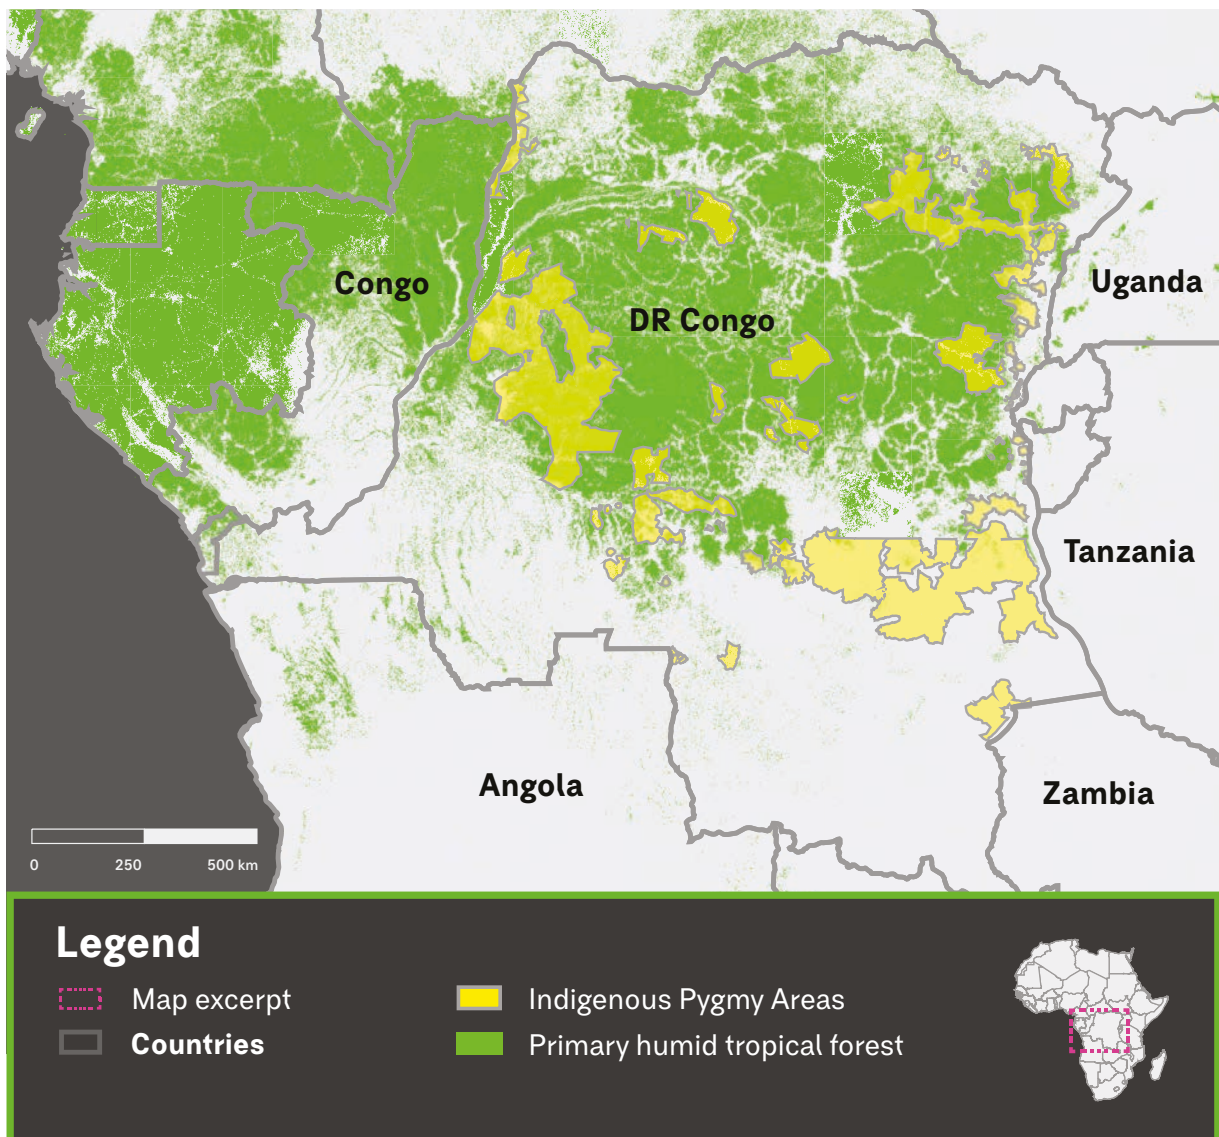 Congo
DR Congo
Uganda
Tanzania
Angola
Zambia
0 250 500 km
Legend
Map excerpt
Countries
Indigenous Pygmy Areas
Primary humid tropical forest